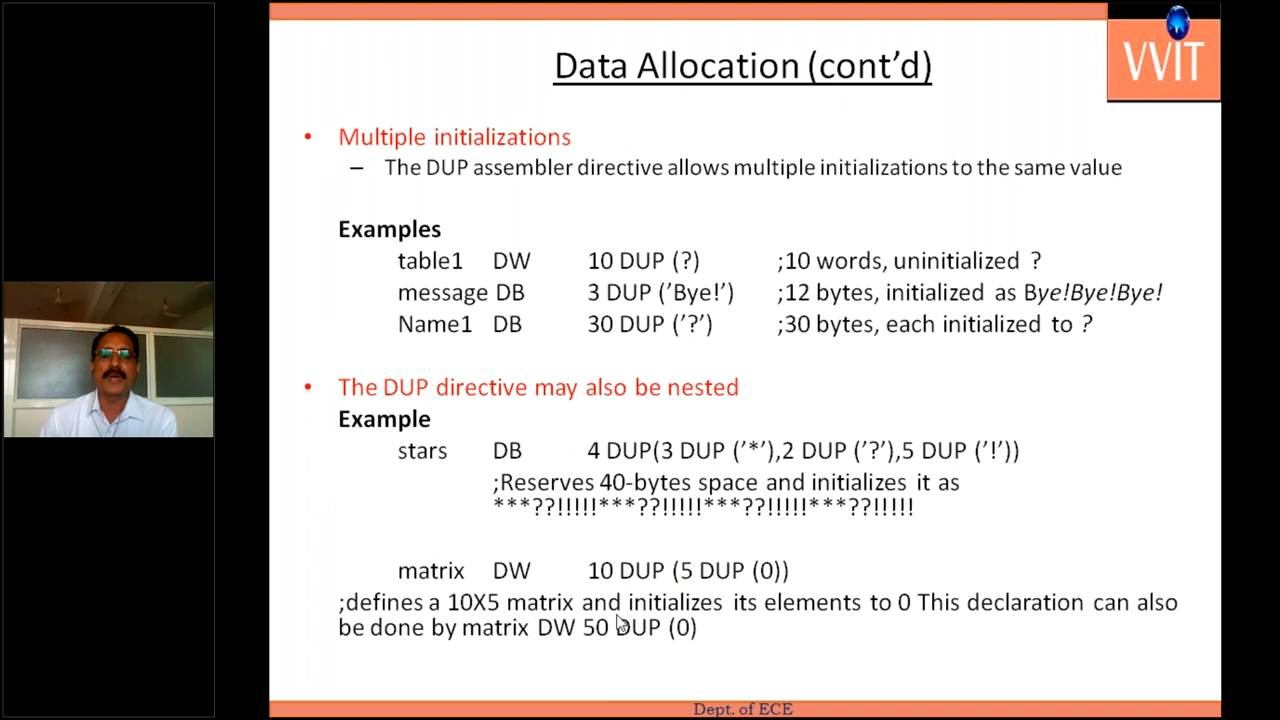 Data Allocation (cont’d)
VVIT
• Multiple initializations
– The DUP assembler directive allows multiple initializations to the same value
Examples
table1 DW 10 DUP (?) ;10 words, uninitialized ?
message DB 3 DUP (’Bye!’) ;12 bytes, initialized as Bye!Bye!Bye!
Name1 DB 30 DUP (’?’) ;30 bytes, each initialized to ?
• The DUP directive may also be nested
Example
stars DB 4 DUP(3 DUP (’*’),2 DUP (’?’),5 DUP (’!’))
;Reserves 40-bytes space and initializes it as
***??!!!!!***??!!!!!***??!!!!!***??!!!!!
matrix DW 10 DUP (5 DUP (0))
;defines a 10X5 matrix and initializes its elements to 0 This declaration can also
be done by matrix DW 50 DUP (0)
Dept. of ECE